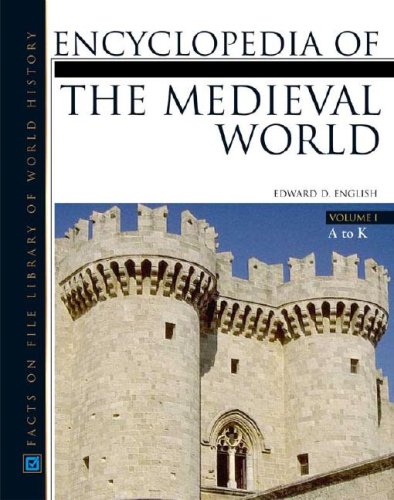 ENCYCLOPEDIA OF
THE MEDIEVAL
WORLD
EDWARD D. ENGLISH
VOLUME I
A to K
FACTS ON FILE LIBRARY OF WORLD HISTORY